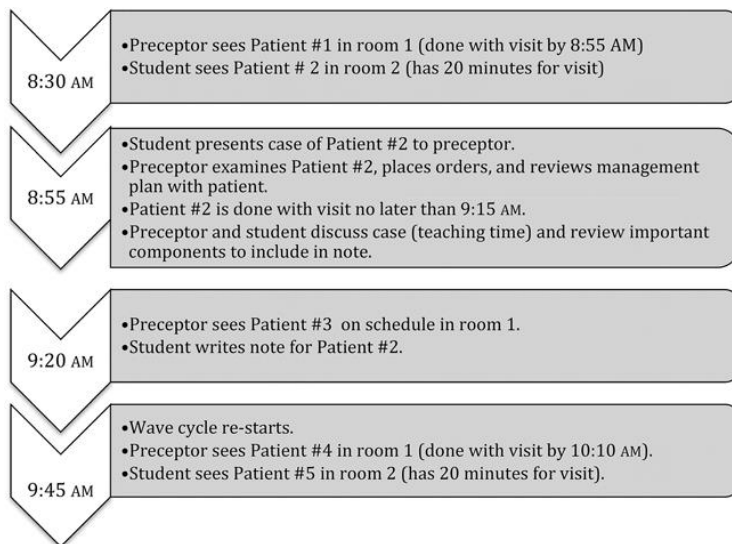 8:30 AM
•Preceptor sees Patient #1 in room 1 (done with visit by 8:55 AM)
•Student sees Patient # 2 in room 2 (has 20 minutes for visit)
8:55 AM
•Student presents case of Patient #2 to preceptor.
•Preceptor examines Patient #2, places orders, and reviews management
plan with patient.
•Patient #2 is done with visit no later than 9:15 AM.
•Preceptor and student discuss case (teaching time) and review important
components to include in note.
9:20 AM
•Preceptor sees Patient #3 on schedule in room 1.
•Student writes note for Patient #2.
9:45 AM
•Wave cycle re-starts.
•Preceptor sees Patient #4 in room 1 (done with visit by 10:10 AM).
•Student sees Patient #5 in room 2 (has 20 minutes for visit).